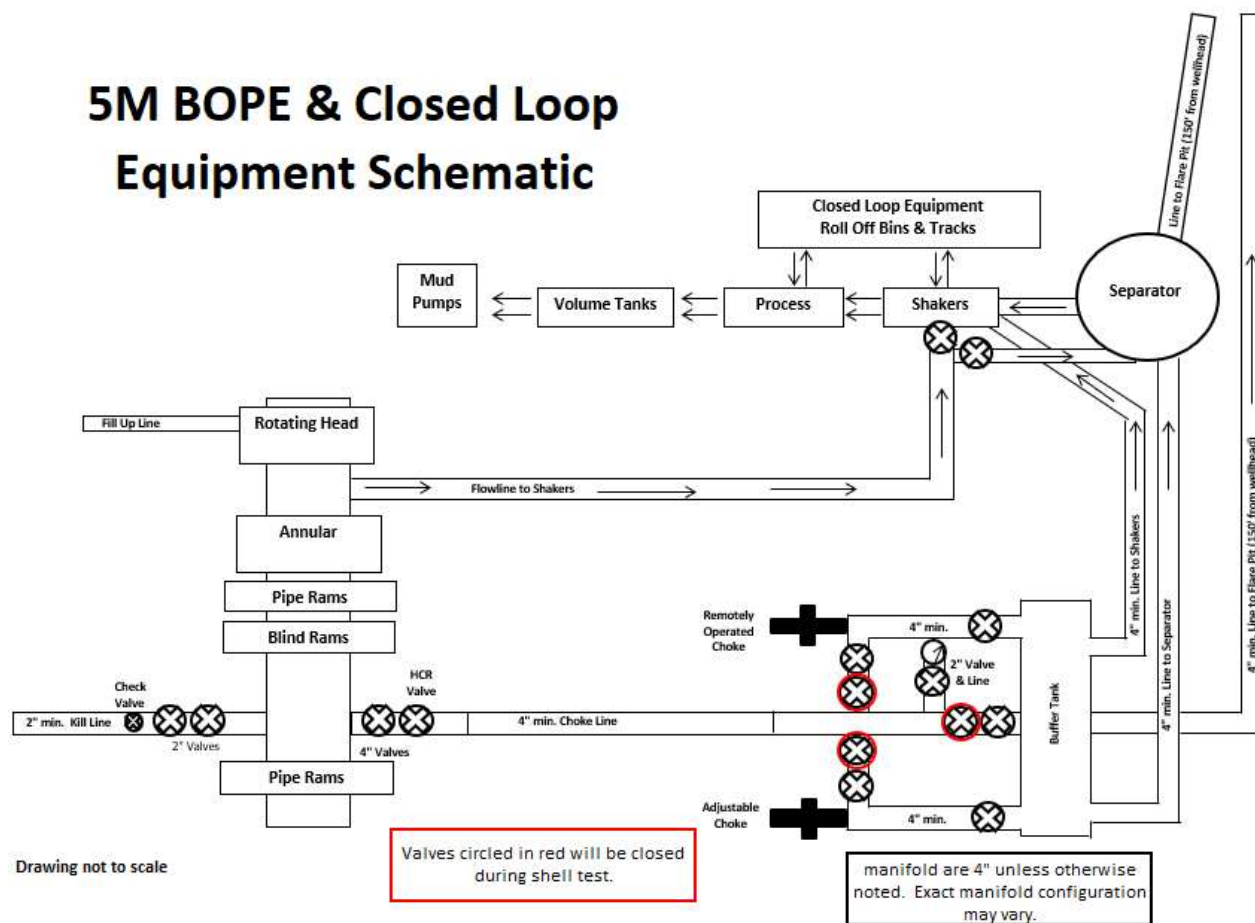 5M BOPE & Closed Loop
Equipment Schematic
Line to Flare Pit (150' from wellhead)
Closed Loop Equipment
Roll Off Bins & Tracks
Separator
Mud
Pumps
Volume Tanks
Process
Shakers
Fill Up Line
Rotating Head
Flowline to Shakers
Annular
Pipe Rams
Blind Rams
Check
Valve
2" min. Kill Line
2" Valves
HCR
Valve
4" Valves
4" min. Choke Line
Pipe Rams
Remotely
Operated
Choke
4" min.
2" Valve
& Line
Buffer Tank
4" min. Line to Shakers
4" min. Line to Separator
4" min. Line to Flare Pit (150' from wellhead)
Adjustable
Choke
4" min.
Drawing not to scale
Valves circled in red will be closed
during shell test.
manifold are 4" unless otherwise
noted. Exact manifold configuration
may vary.